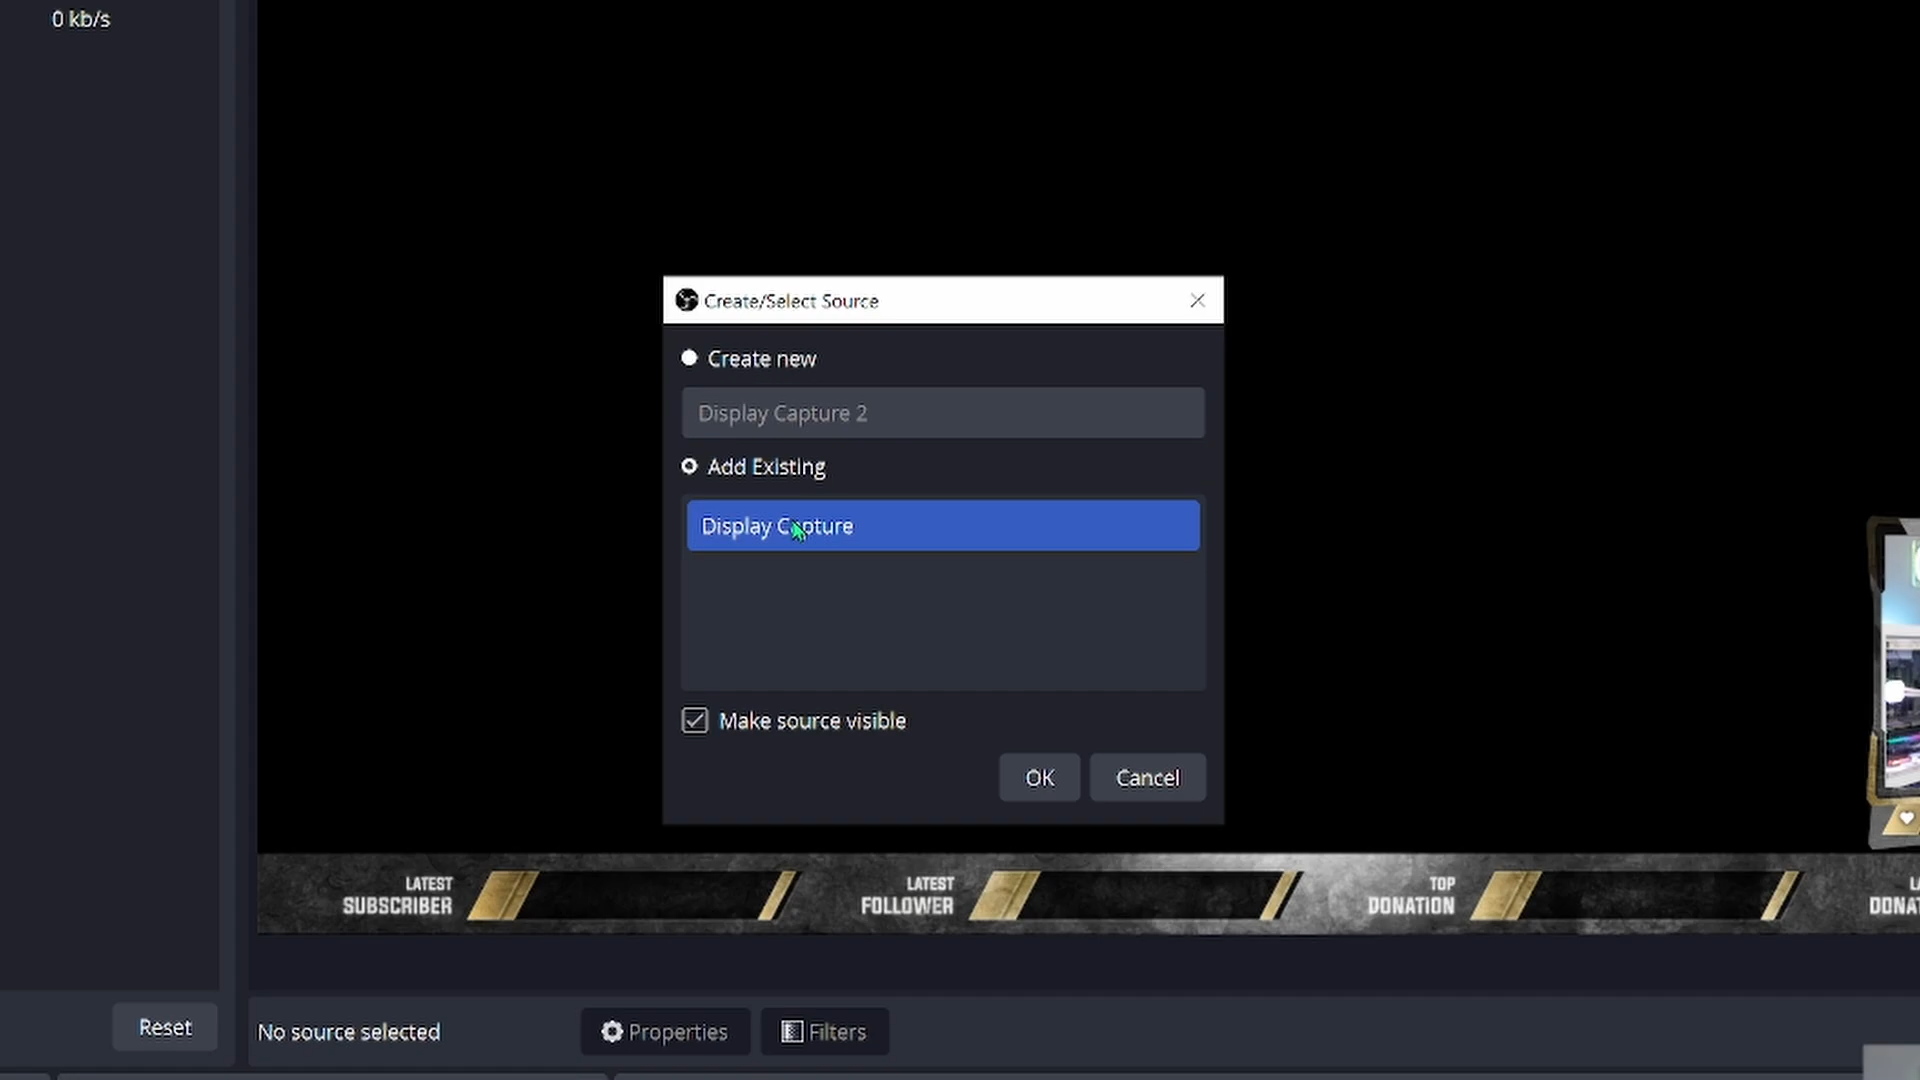 0 kb/s
Create/Select Source
Create new
Display Capture 2
Add Existing
Display Capture
Make source visible
OK
Cancel
LATEST
SUBSCRIBER
LATEST
FOLLOWER
TOP
DONATION
Reset
No source selected
Properties
Filters